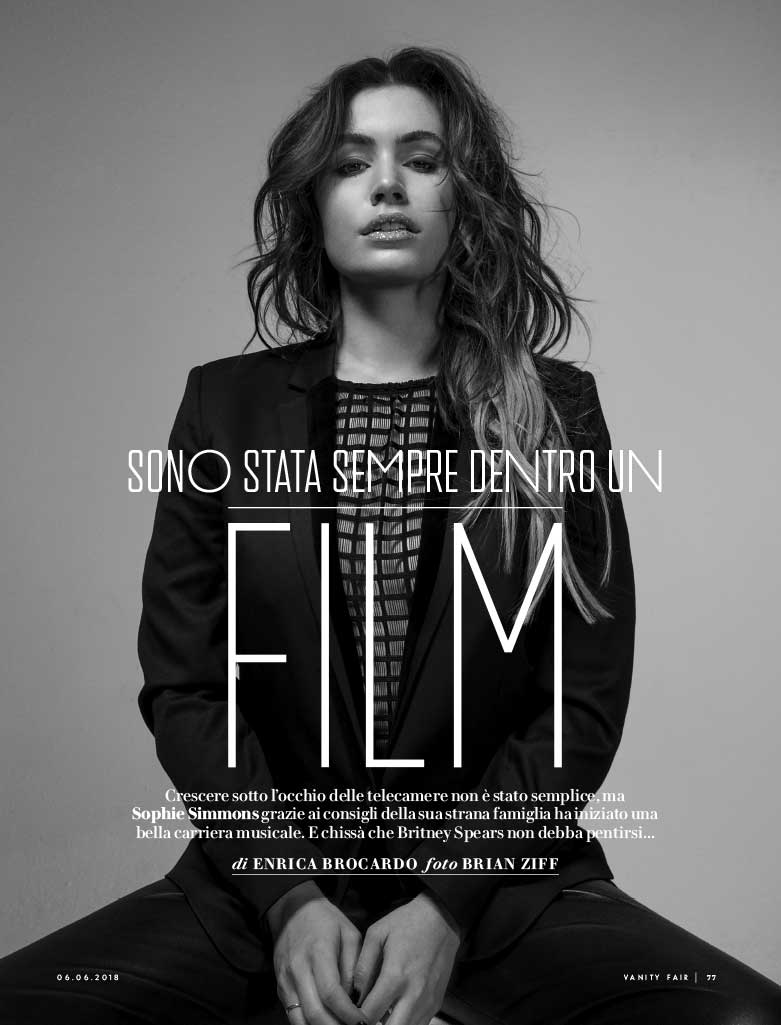 SONO STATA SEMPRE DENTRO UN
FILM
Crescere sotto l'occhio delle telecamere non è stato semplice, ma
Sophie Simmons grazie ai consigli della sua strana famiglia ha iniziato una
bella carriera musicale. E chissà che Britney Spears non debba pentirsi...
di ENRICA BROCARDO foto BRIAN ZIFF
06.06.2018
VANITY FAIR | 77